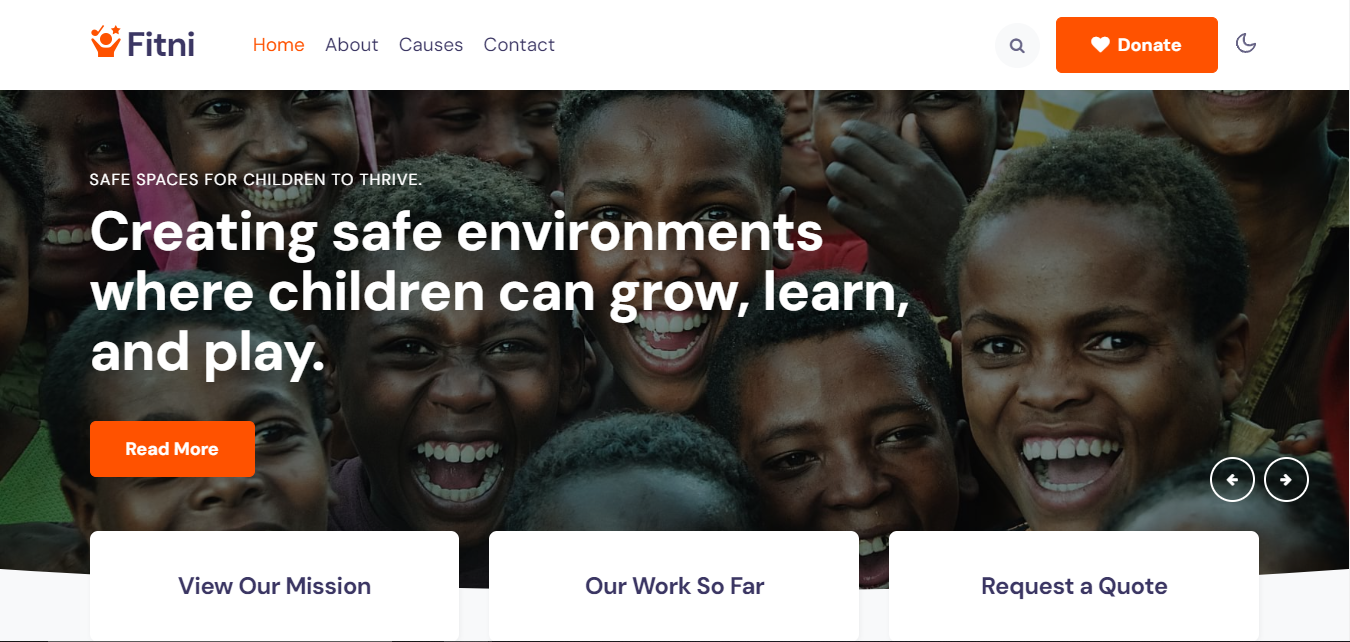 Fitni
Home About Causes Contact
Donate
SAFE SPACES FOR CHILDREN TO THRIVE.
Creating safe environments
where children can grow, learn,
and play.
Read More
View Our Mission
Our Work So Far
Request a Quote